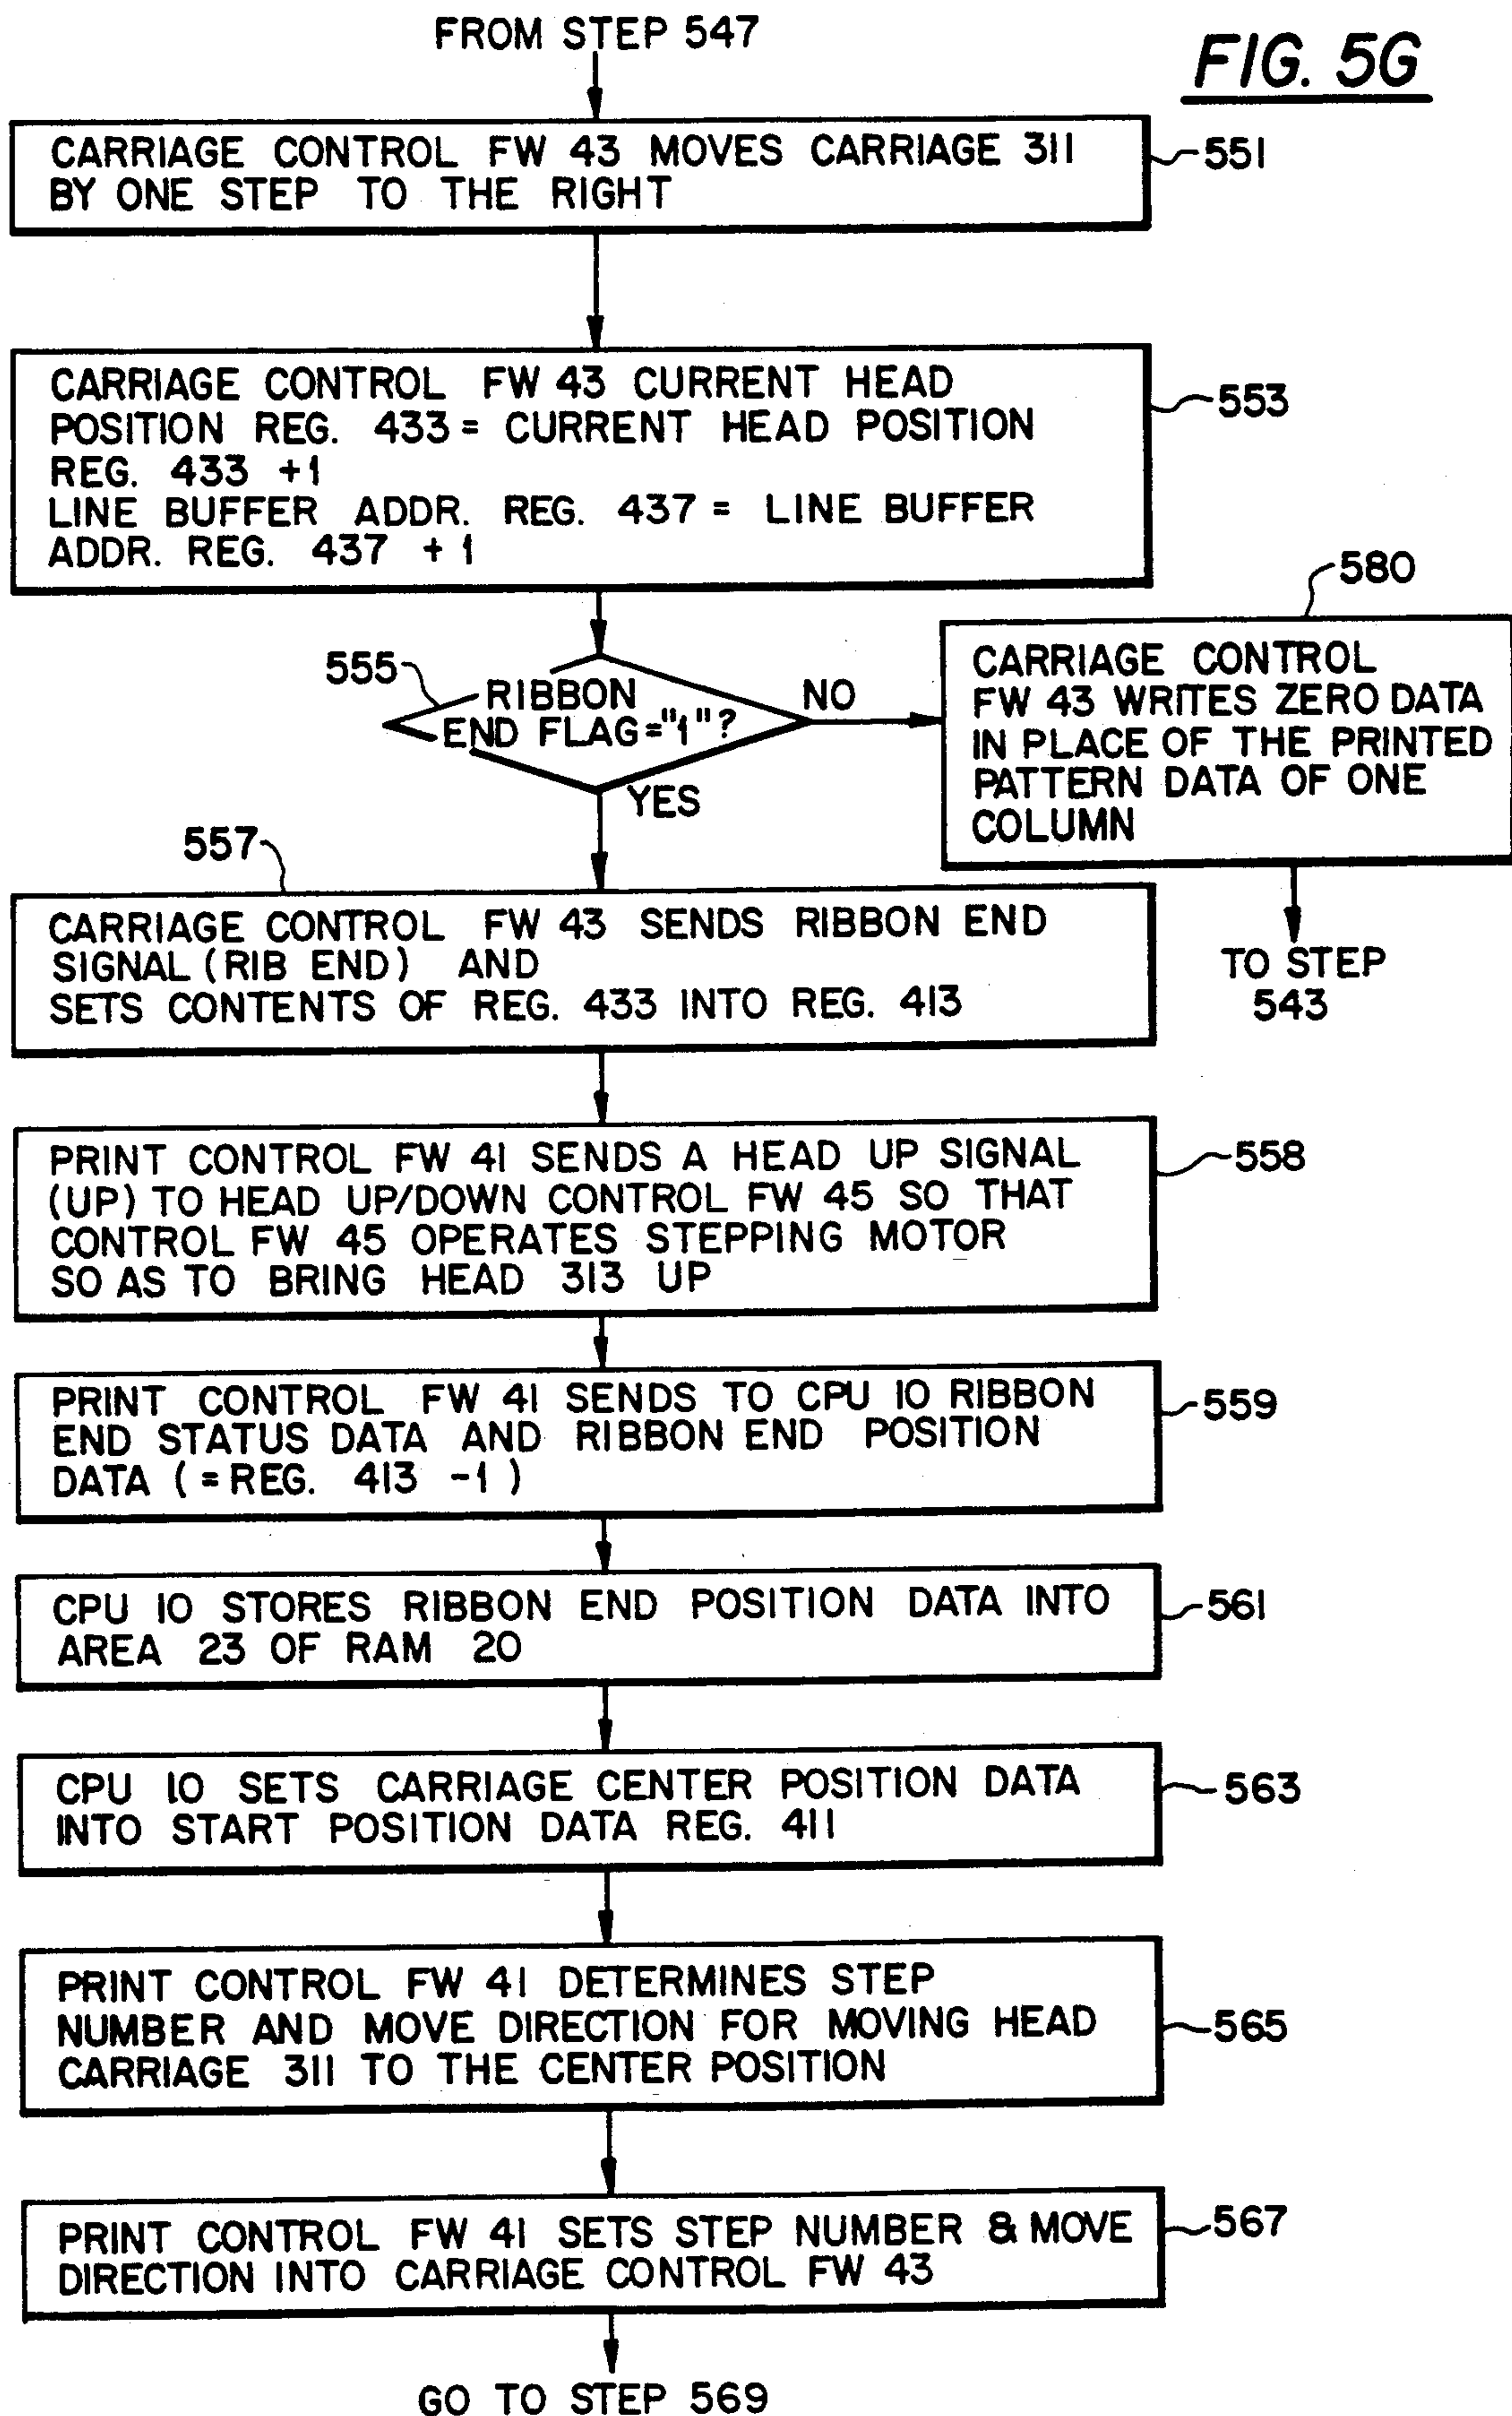 FROM STEP 547
FIG. 5G
CARRIAGE CONTROL FW 43 MOVES CARRIAGE 311
BY ONE STEP TO THE RIGHT
551
CARRIAGE CONTROL FW 43 CURRENT HEAD
POSITION REG. 433 = CURRENT HEAD POSITION
REG. 433 +1
LINE BUFFER ADDR. REG. 437 = LINE BUFFER
ADDR. REG. 437 + 1
553
555
RIBBON
END FLAG="1"?
NO
YES
580
CARRIAGE CONTROL
FW 43 WRITES ZERO DATA
IN PLACE OF THE PRINTED
PATTERN DATA OF ONE
COLUMN
TO STEP
543
557
CARRIAGE CONTROL FW 43 SENDS RIBBON END
SIGNAL (RIB END) AND
SETS CONTENTS OF REG. 433 INTO REG. 413
PRINT CONTROL FW 41 SENDS A HEAD UP SIGNAL
(UP) TO HEAD UP/DOWN CONTROL FW 45 SO THAT
CONTROL FW 45 OPERATES STEPPING MOTOR
SO AS TO BRING HEAD 313 UP
558
PRINT CONTROL FW 41 SENDS TO CPU 10 RIBBON
END STATUS DATA AND RIBBON END POSITION
DATA ( = REG. 413 -1 )
559
CPU 10 STORES RIBBON END POSITION DATA INTO
AREA 23 OF RAM 20
561
CPU 10 SETS CARRIAGE CENTER POSITION DATA
INTO START POSITION DATA REG. 411
563
PRINT CONTROL FW 41 DETERMINES STEP
NUMBER AND MOVE DIRECTION FOR MOVING HEAD
CARRIAGE 311 TO THE CENTER POSITION
565
PRINT CONTROL FW 41 SETS STEP NUMBER & MOVE
DIRECTION INTO CARRIAGE CONTROL FW 43
567
GO TO STEP 569